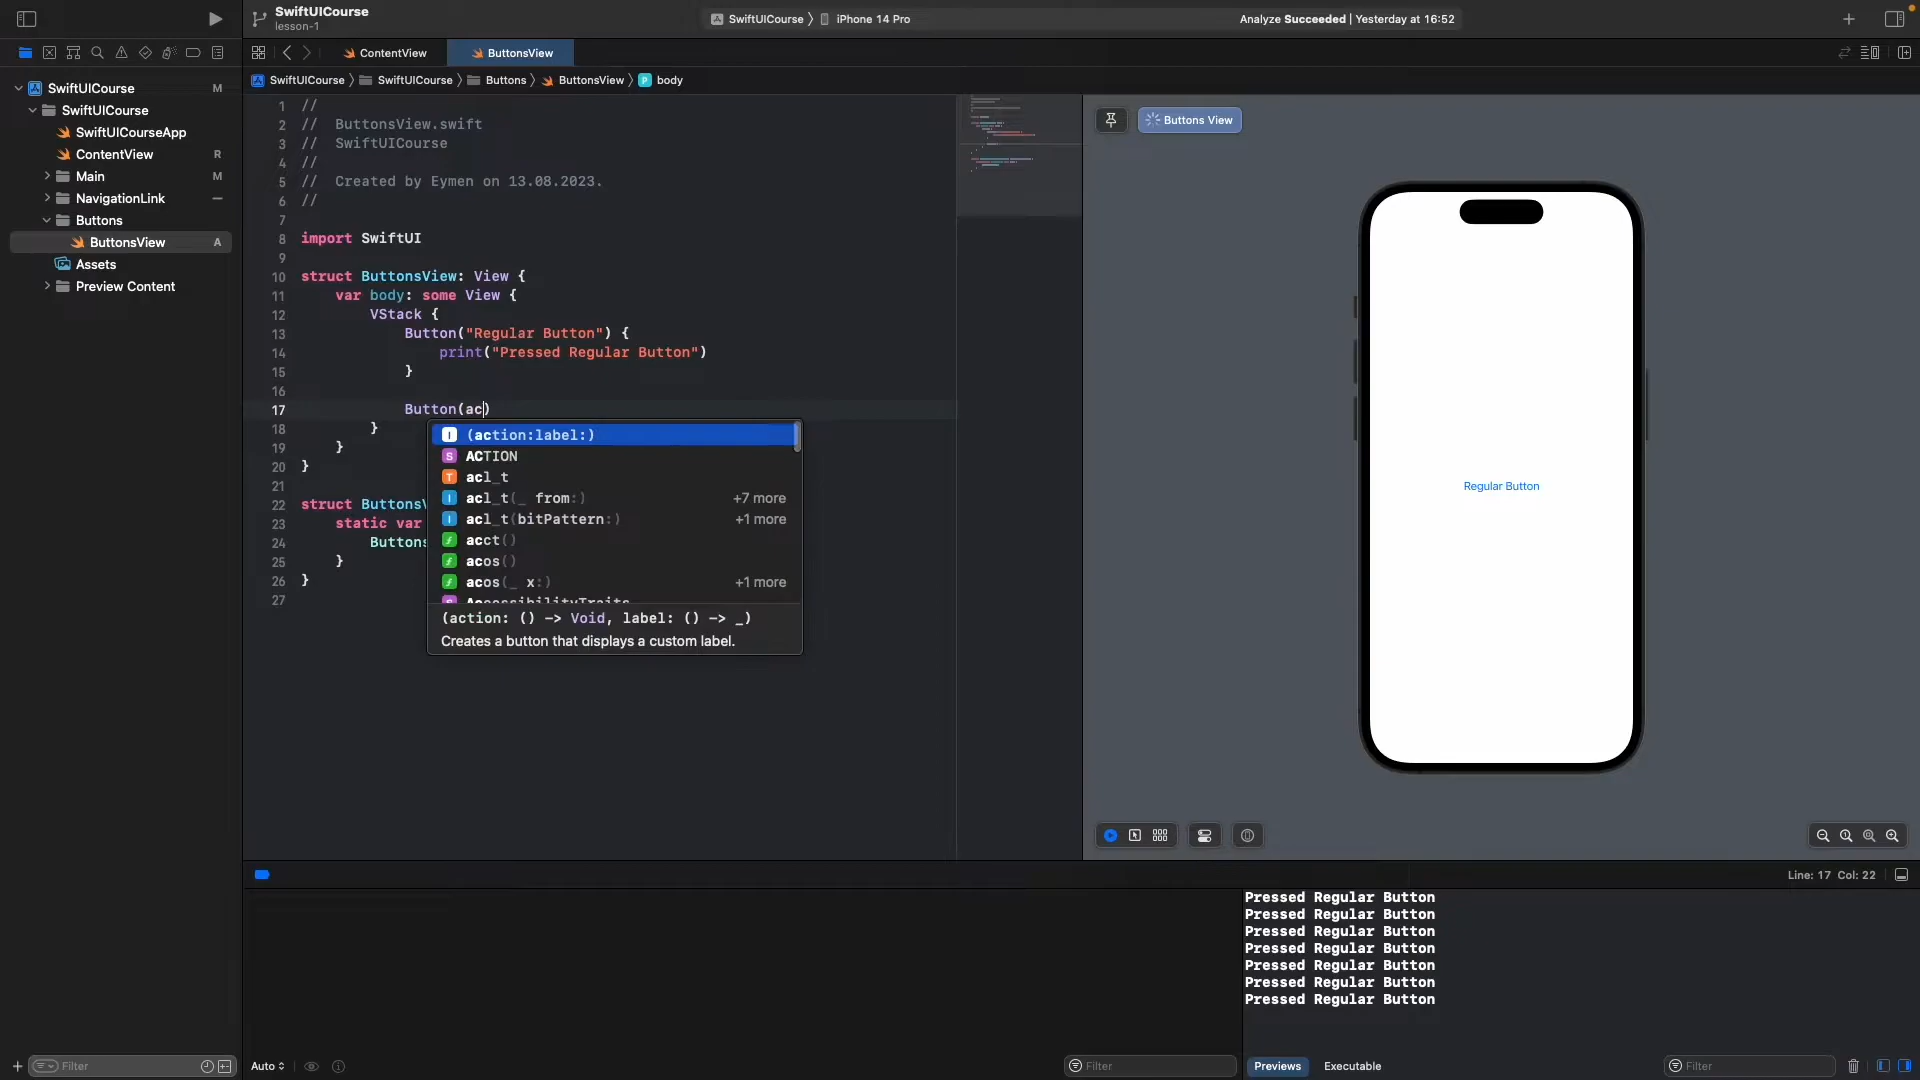 SwiftUICourse
lesson-1
SwiftUICourse
iPhone 14 Pro
Analyze Succeeded | Yesterday at 16:52
ContentView
ButtonsView
SwiftUICourse
SwiftUICourse
Buttons
ButtonsView
body
SwiftUICourse M
SwiftUICourse
SwiftUICourseApp
ContentView R
Main M
NavigationLink
Buttons
ButtonsView A
Assets
Preview Content
1 //
2 // ButtonsView.swift
3 // SwiftUICourse
4 //
5 // Created by Eymen on 13.08.2023.
6 //
7
8 import SwiftUI
9
10 struct ButtonsView: View {
11 var body: some View {
12 VStack {
13 Button("Regular Button") {
14 print("Pressed Regular Button")
15 }
16
17 Button(ac)
18 }
19 }
20 }
21
22 struct ButtonsV
23 static var
24 Buttons
25 }
26 }
27
(action:label:)
ACTION
acl_t
acl_t(_ from:) +7 more
acl_t(bitPattern:) +1 more
acct()
acos()
acos(_ x:) +1 more
AccessibilityTraits
(action: () -> Void, label: () -> _)
Creates a button that displays a custom label.
Buttons View
Regular Button
Line: 17 Col: 22
Pressed Regular Button
Pressed Regular Button
Pressed Regular Button
Pressed Regular Button
Pressed Regular Button
Pressed Regular Button
Pressed Regular Button
Filter
Auto
Filter
Previews
Executable
Filter